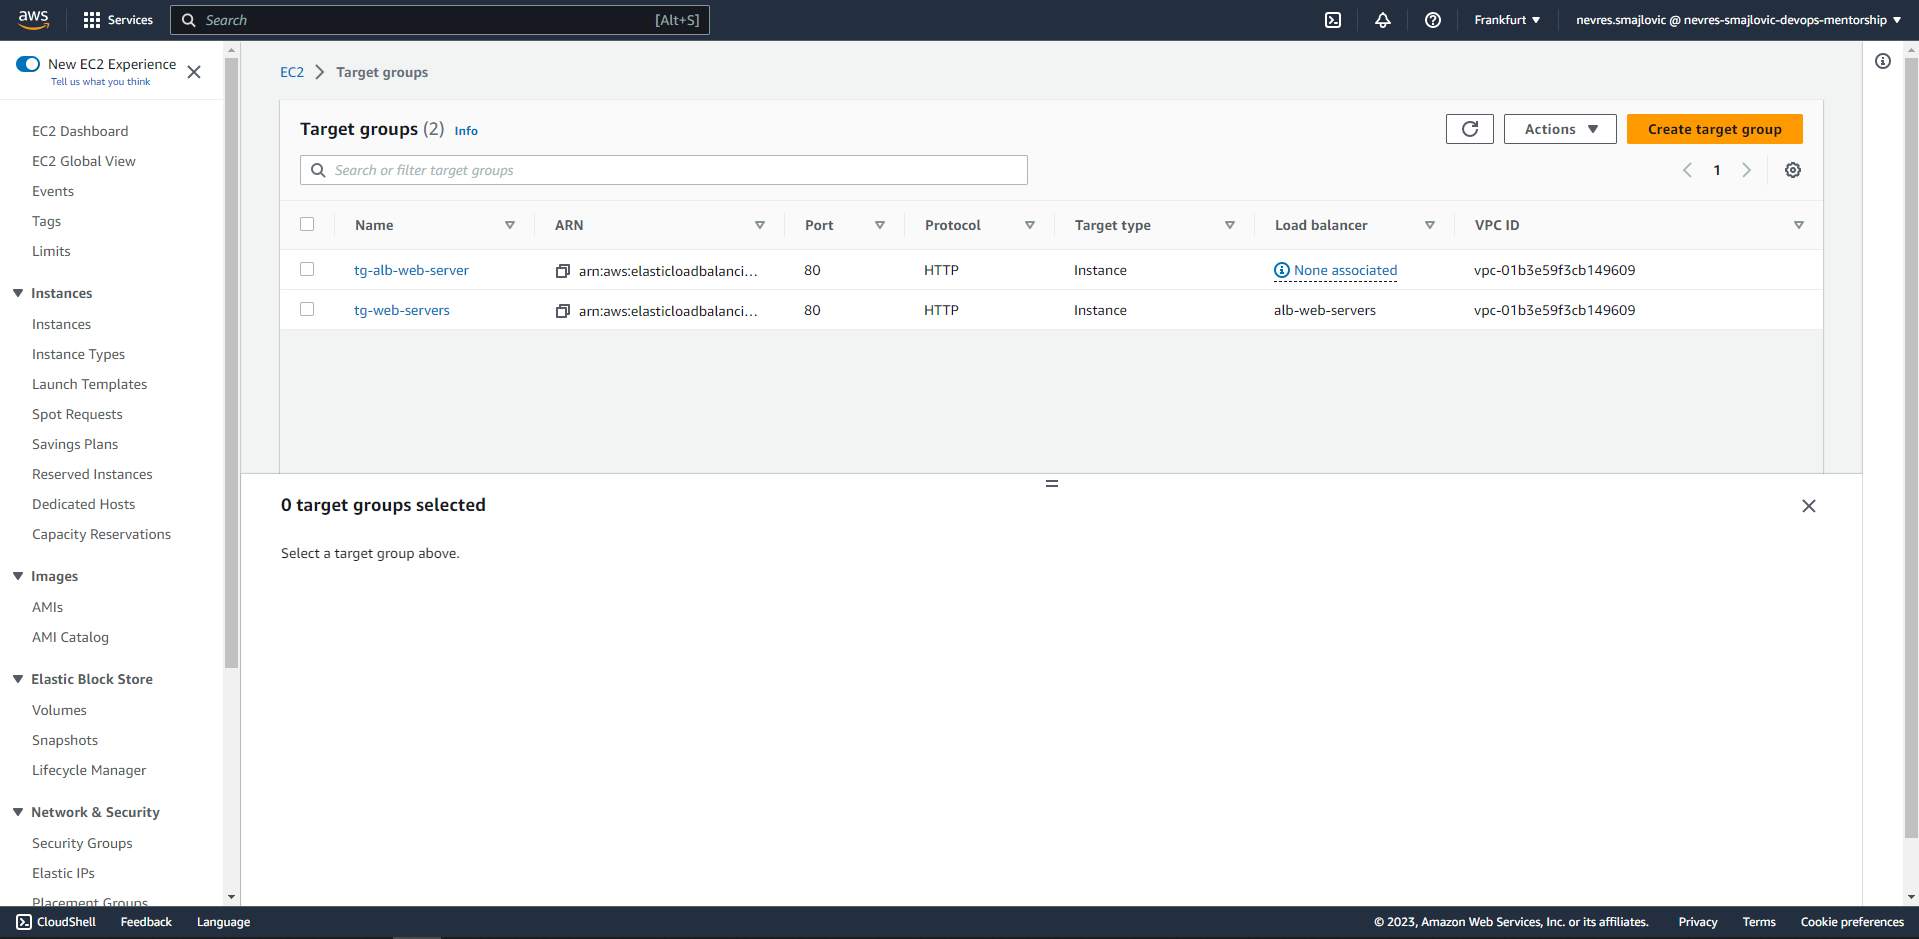 aws
Services
Search
[Alt+S]
Frankfurt
nevres.smajlovic @ nevres-smajlovic-devops-mentorship
New EC2 Experience
Tell us what you think
EC2 Dashboard
EC2 Global View
Events
Tags
Limits
Instances
Instances
Instance Types
Launch Templates
Spot Requests
Savings Plans
Reserved Instances
Dedicated Hosts
Capacity Reservations
Images
AMIs
AMI Catalog
Elastic Block Store
Volumes
Snapshots
Lifecycle Manager
Network & Security
Security Groups
Elastic IPs
Placement Groups
EC2 > Target groups
Target groups (2) Info
Actions
Create target group
Search or filter target groups
1
Name ARN Port Protocol Target type Load balancer VPC ID
tg-alb-web-server arn:aws:elasticloadbalanci... 80 HTTP Instance None associated vpc-01b3e59f3cb149609
tg-web-servers arn:aws:elasticloadbalanci... 80 HTTP Instance alb-web-servers vpc-01b3e59f3cb149609
0 target groups selected
Select a target group above.
CloudShell
Feedback
Language
© 2023, Amazon Web Services, Inc. or its affiliates.
Privacy
Terms
Cookie preferences